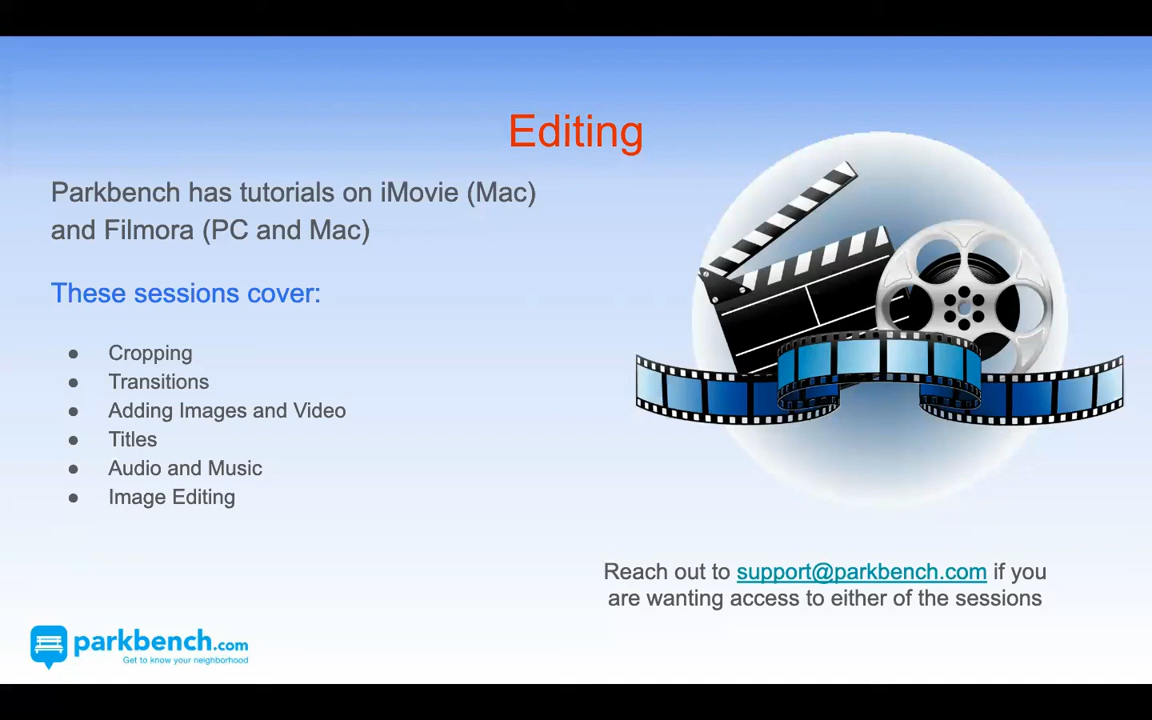 Editing
Parkbench has tutorials on iMovie (Mac)
and Filmora (PC and Mac)
These sessions cover:
● Cropping
● Transitions
● Adding Images and Video
● Titles
● Audio and Music
● Image Editing
Reach out to support@parkbench.com if you
are wanting access to either of the sessions
parkbench.com
Get to know your neighborhood